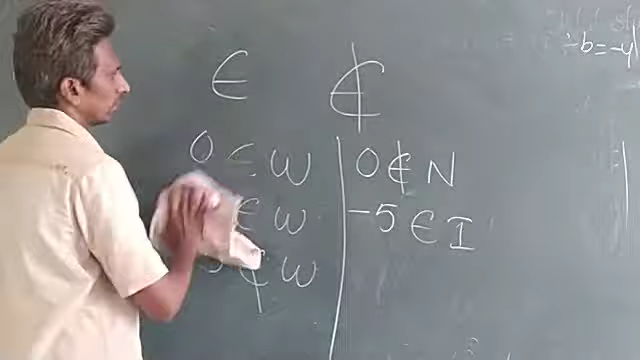 ∈ ∉
0 ∈ W 0 ∉ N
∈ W -5 ∈ I
∉ W
-b = -y